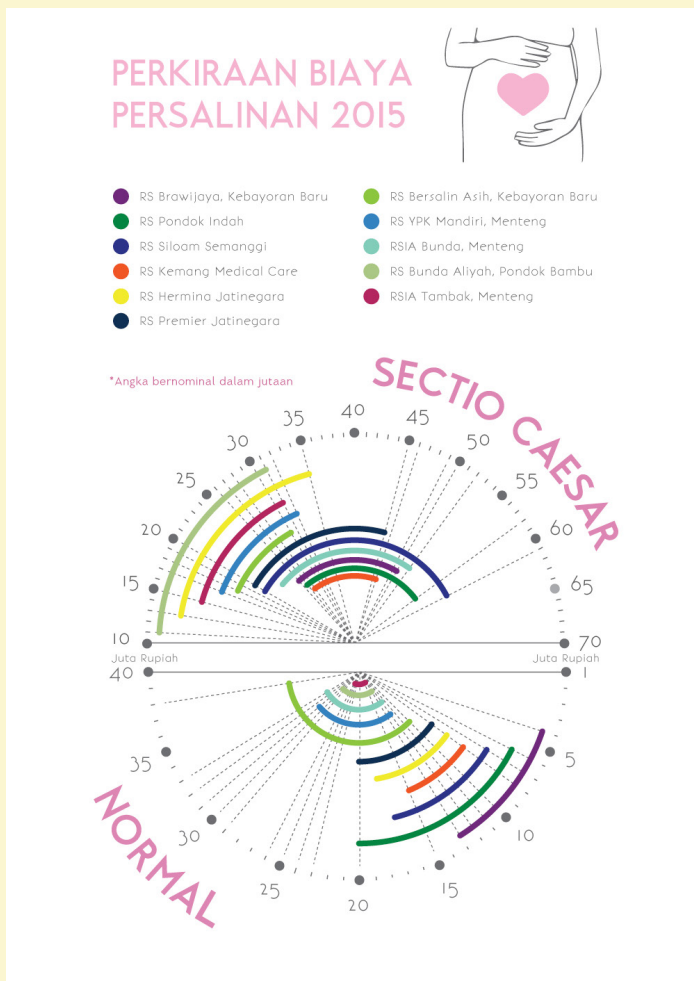 PERKIRAAN BIAYA
PERSALINAN 2015
RS Brawijaya, Kebayoran Baru
RS Pondok Indah
RS Siloam Semanggi
RS Kemang Medical Care
RS Hermina Jatinegara
RS Premier Jatinegara
RS Bersalin Asih, Kebayoran Baru
RS YPK Mandiri, Menteng
RSIA Bunda, Menteng
RS Bunda Aliyah, Pondok Bambu
RSIA Tambak, Menteng
*Angka bernominal dalam jutaan
SECTIO CAESAR
10
15
20
25
30
35
40
45
50
55
60
65
70
Juta Rupiah
Juta Rupiah
40
35
30
25
20
15
10
5
1
NORMAL